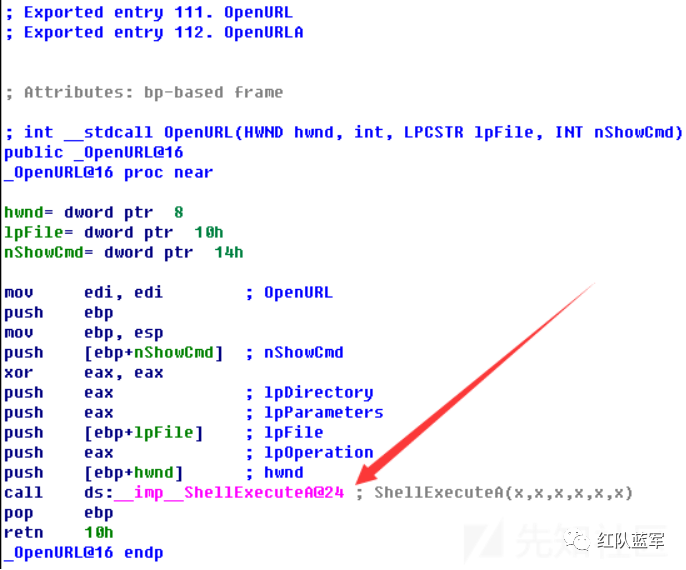 ; Exported entry 111. OpenURL
; Exported entry 112. OpenURLA
; Attributes: bp-based frame
; int __stdcall OpenURL(HWND hwnd, int, LPCSTR lpFile, INT nShowCmd)
public _OpenURL@16
_OpenURL@16 proc near
hwnd= dword ptr  8
lpFile= dword ptr  10h
nShowCmd= dword ptr  14h
mov     edi, edi        ; OpenURL
push    ebp
mov     ebp, esp
push    [ebp+nShowCmd]  ; nShowCmd
xor     eax, eax
push    eax             ; lpDirectory
push    eax             ; lpParameters
push    [ebp+lpFile]    ; lpFile
push    eax             ; lpOperation
push    [ebp+hwnd]      ; hwnd
call    ds:__imp__ShellExecuteA@24 ; ShellExecuteA(x,x,x,x,x,x)
pop     ebp
retn    10h
_OpenURL@16 endp
先知社区
红队蓝军